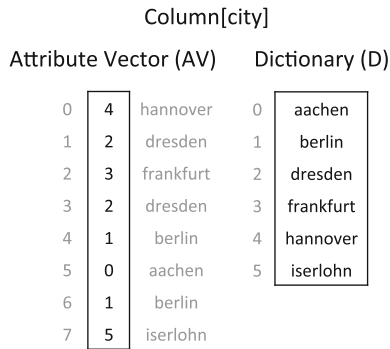 Column[city]
Attribute Vector (AV) Dictionary (D)
0 4 hannover 0 aachen
1 2 dresden 1 berlin
2 3 frankfurt 2 dresden
3 2 dresden 3 frankfurt
4 1 berlin 4 hannover
5 0 aachen 5 iserlohn
6 1 berlin
7 5 iserlohn